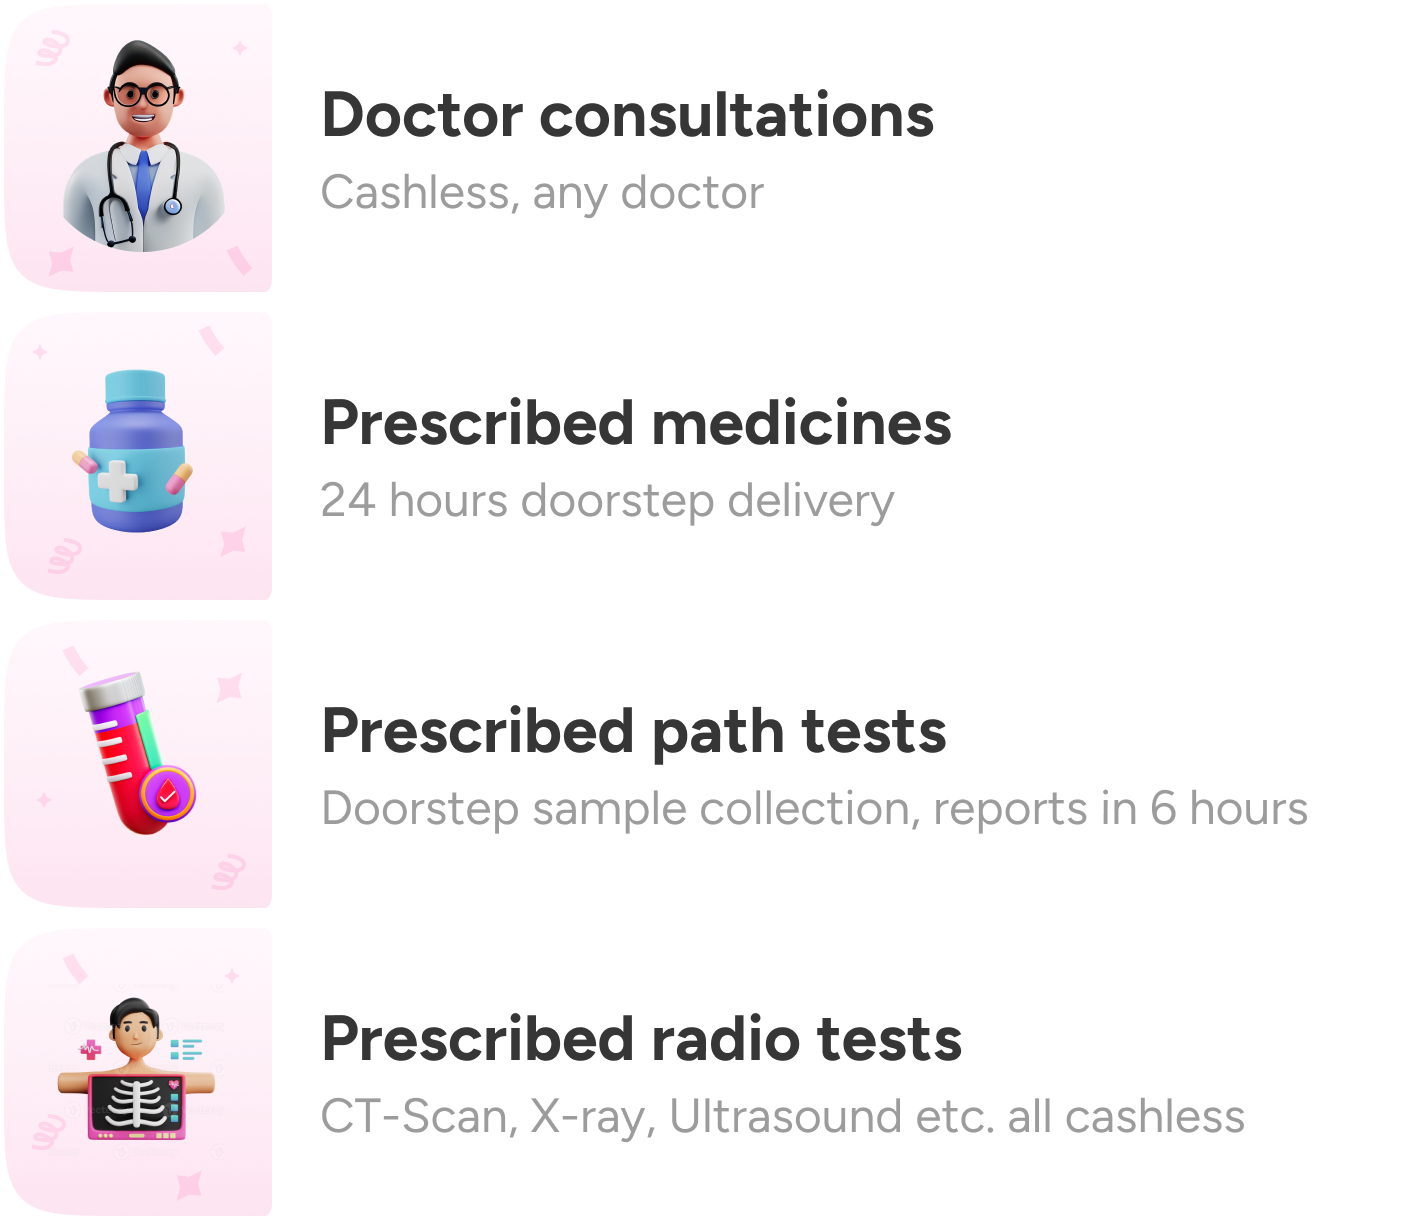 Doctor consultations
Cashless, any doctor
Prescribed medicines
24 hours doorstep delivery
Prescribed path tests
Doorstep sample collection, reports in 6 hours
Prescribed radio tests
CT-Scan, X-ray, Ultrasound etc. all cashless